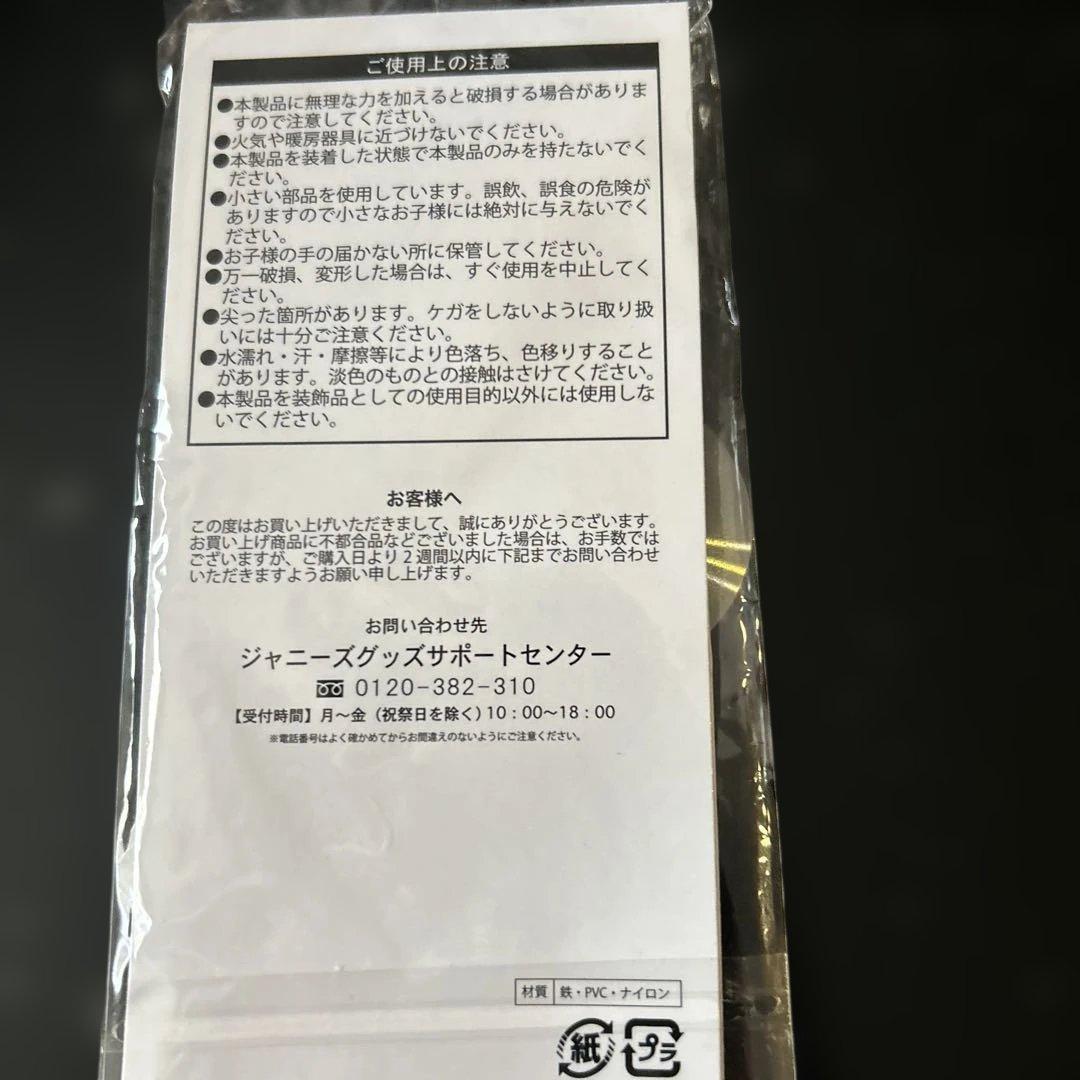 ご使用上の注意
●本製品に無理な力を加えると破損する場合がありま
すので注意してください。
●火気や暖房器具に近づけないでください。
●本製品を装着した状態で本製品のみを持たないでく
ださい。
●小さい部品を使用しています。誤飲、誤食の危険が
ありますので小さなお子様には絶対に与えないでく
ださい。
●お子様の手の届かない所に保管してください。
●万一破損、変形した場合は、すぐ使用を中止してく
ださい。
●尖った箇所があります。ケガをしないように取り扱
いには十分ご注意ください。
●水濡れ・汗・摩擦等により色落ち、色移りすること
があります。淡色のものとの接触はさけてください。
●本製品を装飾品としての使用目的以外には使用しな
いでください。
お客様へ
この度はお買い上げいただきまして、誠にありがとうございます。
お買い上げ商品に不都合品などございました場合は、お手数では
ございますが、ご購入日より2週間以内に下記までお問い合わせ
いただきますようお願い申し上げます。
お問い合わせ先
ジャニーズグッズサポートセンター
0120-382-310
【受付時間】月〜金（祝祭日を除く）10：00〜18：00
※電話番号はよく確かめてからお間違えのないようにご注意ください。
材質 鉄・PVC・ナイロン
紙 プラ